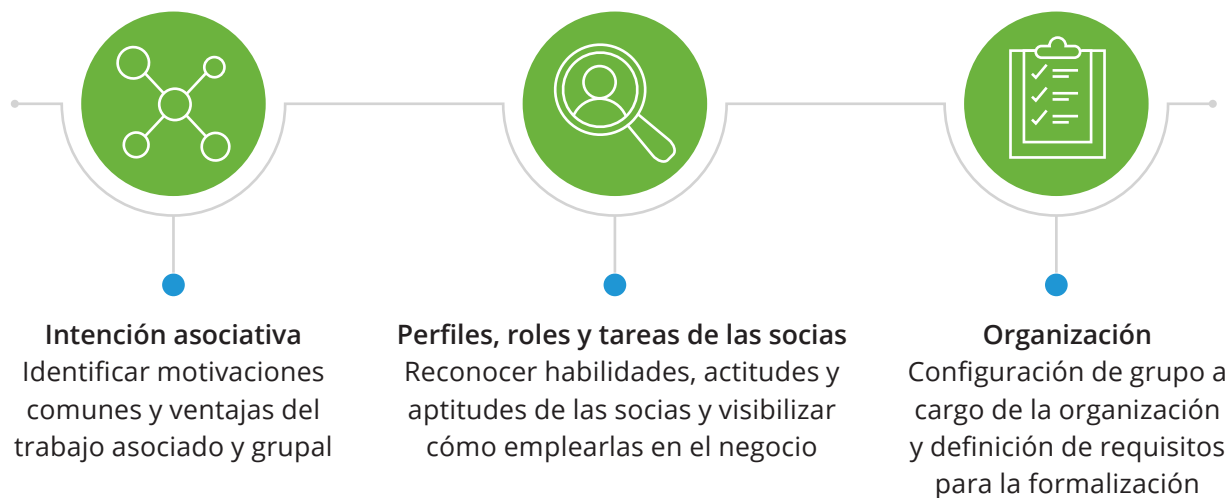 Intención asociativa
Identificar motivaciones
comunes y ventajas del
trabajo asociado y grupal
Perfiles, roles y tareas de las socias
Reconocer habilidades, actitudes y
aptitudes de las socias y visibilizar
cómo emplearlas en el negocio
Organización
Configuración de grupo a
cargo de la organización
y definición de requisitos
para la formalización